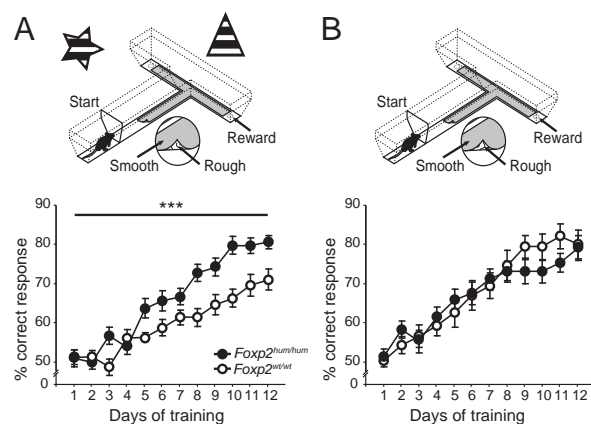 A
Start
Smooth
Rough
Reward
% correct response
90
80
70
60
50
0
***
Foxp2hum/hum
Foxp2wt/wt
1 2 3 4 5 6 7 8 9 10 11 12
Days of training
B
Start
Smooth
Rough
Reward
% correct response
90
80
70
60
50
0
1 2 3 4 5 6 7 8 9 10 11 12
Days of training